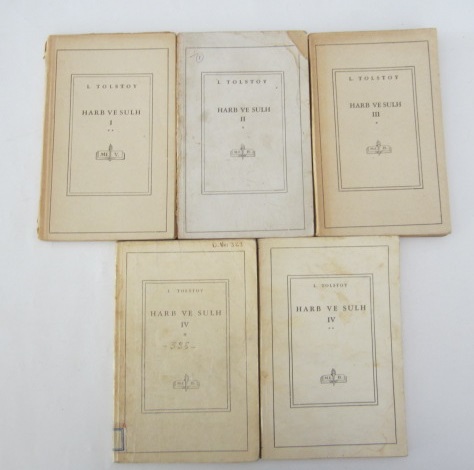 L. TOLSTOY
HARB VE SULH
I
**
L. TOLSTOY
HARB VE SULH
II
*
L. TOLSTOY
HARB VE SULH
III
*
L. TOLSTOY
HARB VE SULH
IV
*
L. TOLSTOY
HARB VE SULH
IV
**